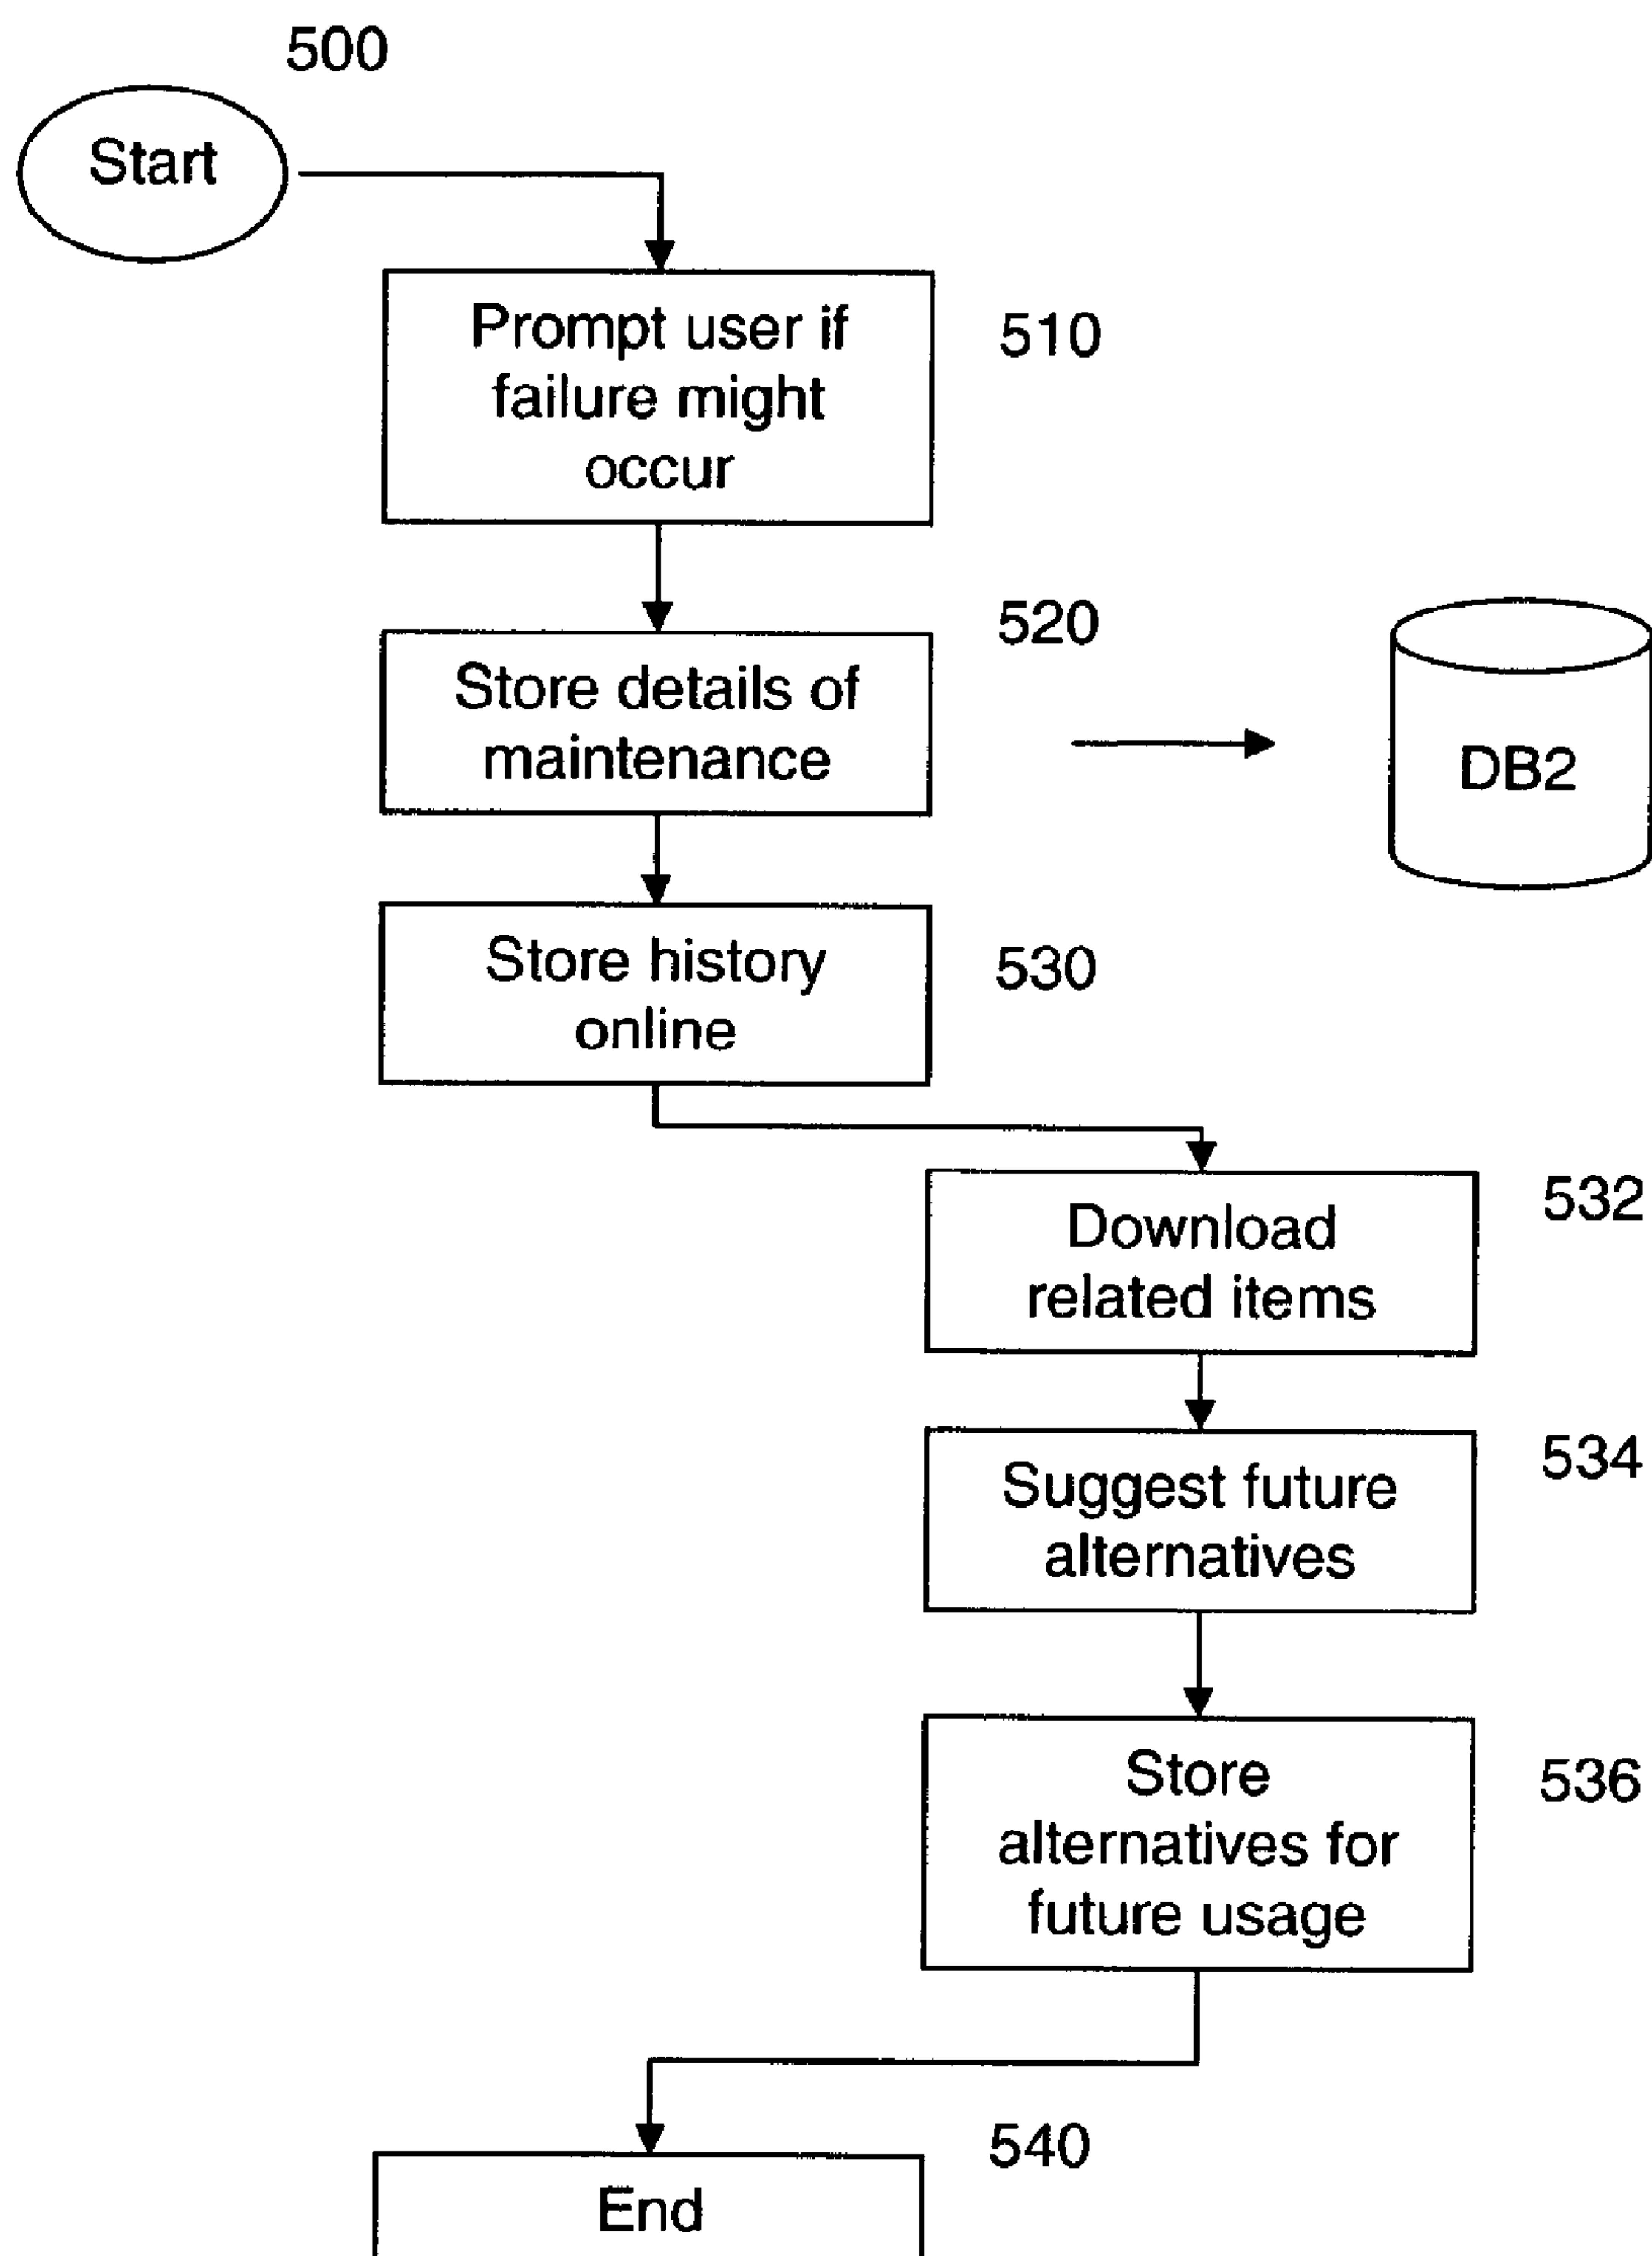 500
Start
Prompt user if
failure might
occur
510
520
Store details of
maintenance
DB2
Store history
online
530
Download
related items
532
Suggest future
alternatives
534
Store
alternatives for
future usage
536
540
End